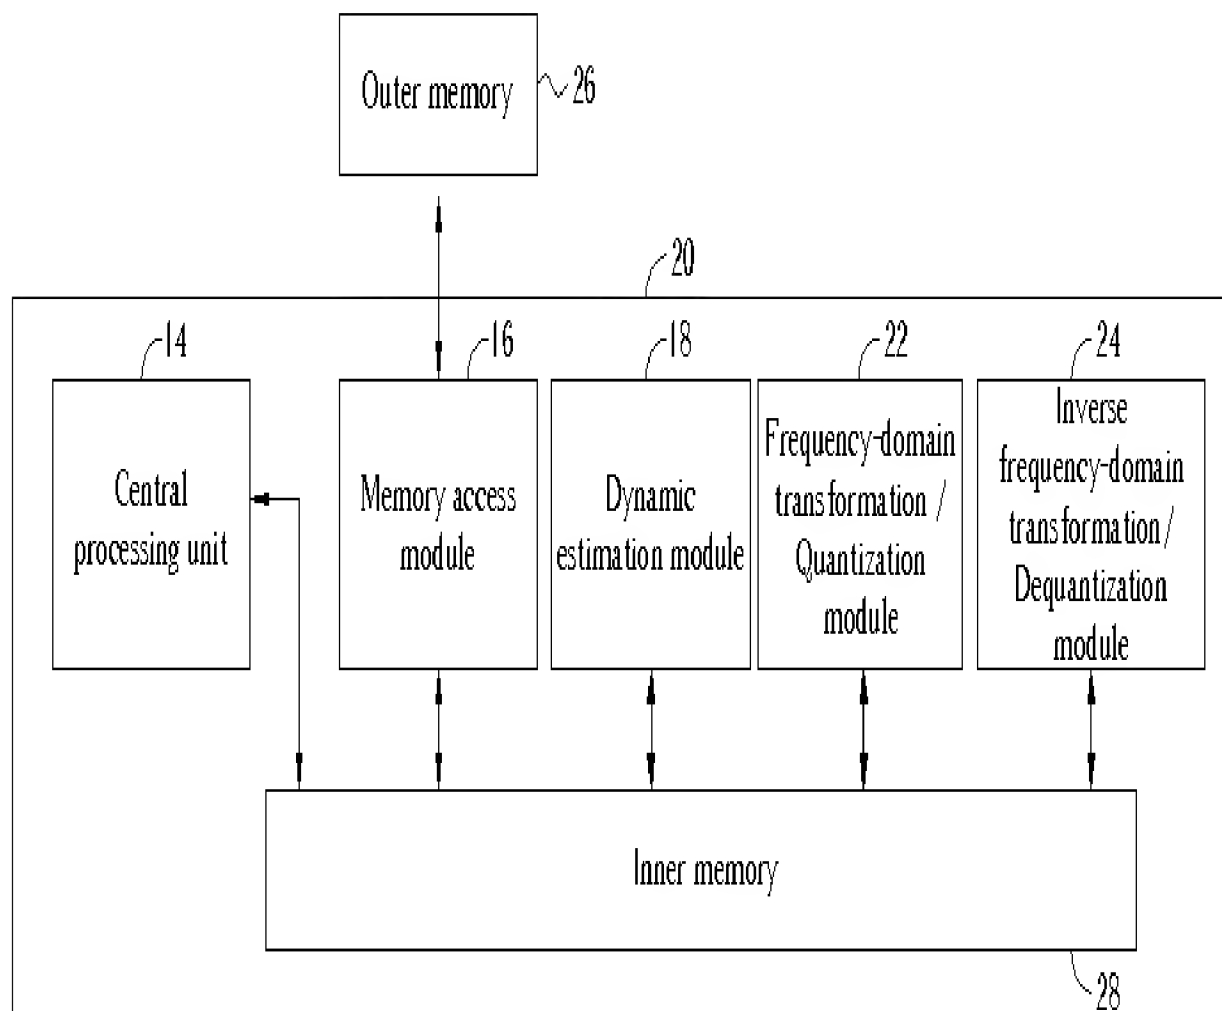 Outer memory
26
20
14
16
18
22
24
Central
processing unit
Memory access
module
Dynamic
estimation module
Frequency-domain
transformation /
Quantization
module
Inverse
frequency-domain
transformation /
Dequantization
module
Inner memory
28